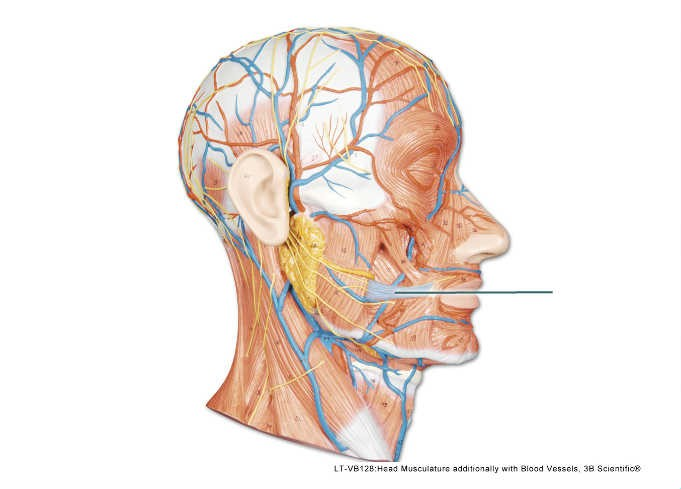 LT-VB128:Head Musculature additionally with Blood Vessels, 3B Scientific®